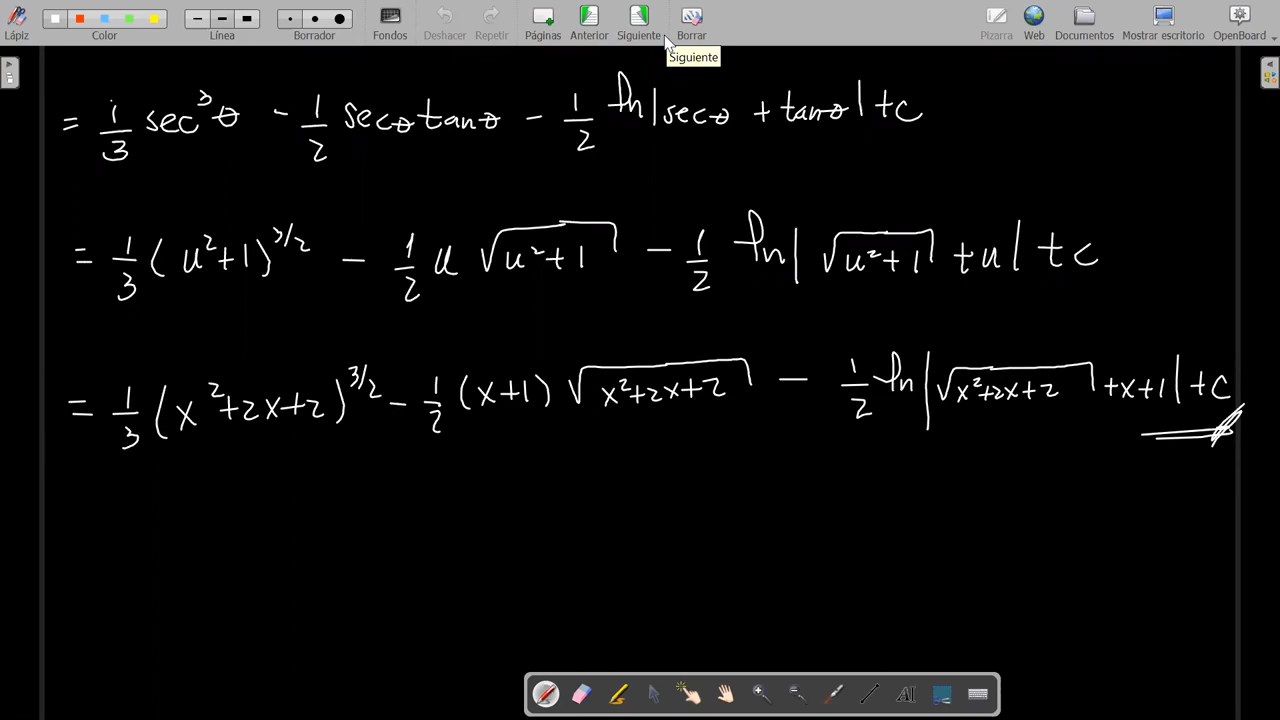 Lápiz Color Línea Borrador Fondos Deshacer Repetir Páginas Anterior Siguiente Borrar Pizarra Web Documentos Mostrar escritorio OpenBoard
Siguiente
= 1/3 sec³θ - 1/2 secθ tanθ - 1/2 ln|secθ + tanθ| + c
= 1/3 (u²+1)^3/2 - 1/2 u √(u²+1) - 1/2 ln|√(u²+1) + u| + c
= 1/3 (x²+2x+2)^3/2 - 1/2 (x+1) √(x²+2x+2) - 1/2 ln|√(x²+2x+2) + x+1| + c